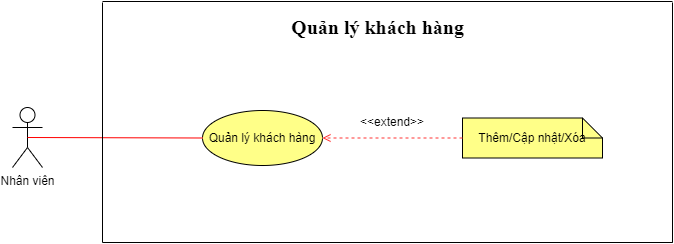 Quản lý khách hàng
<<extend>>
Quản lý khách hàng
Thêm/Cập nhật/Xóa
Nhân viên